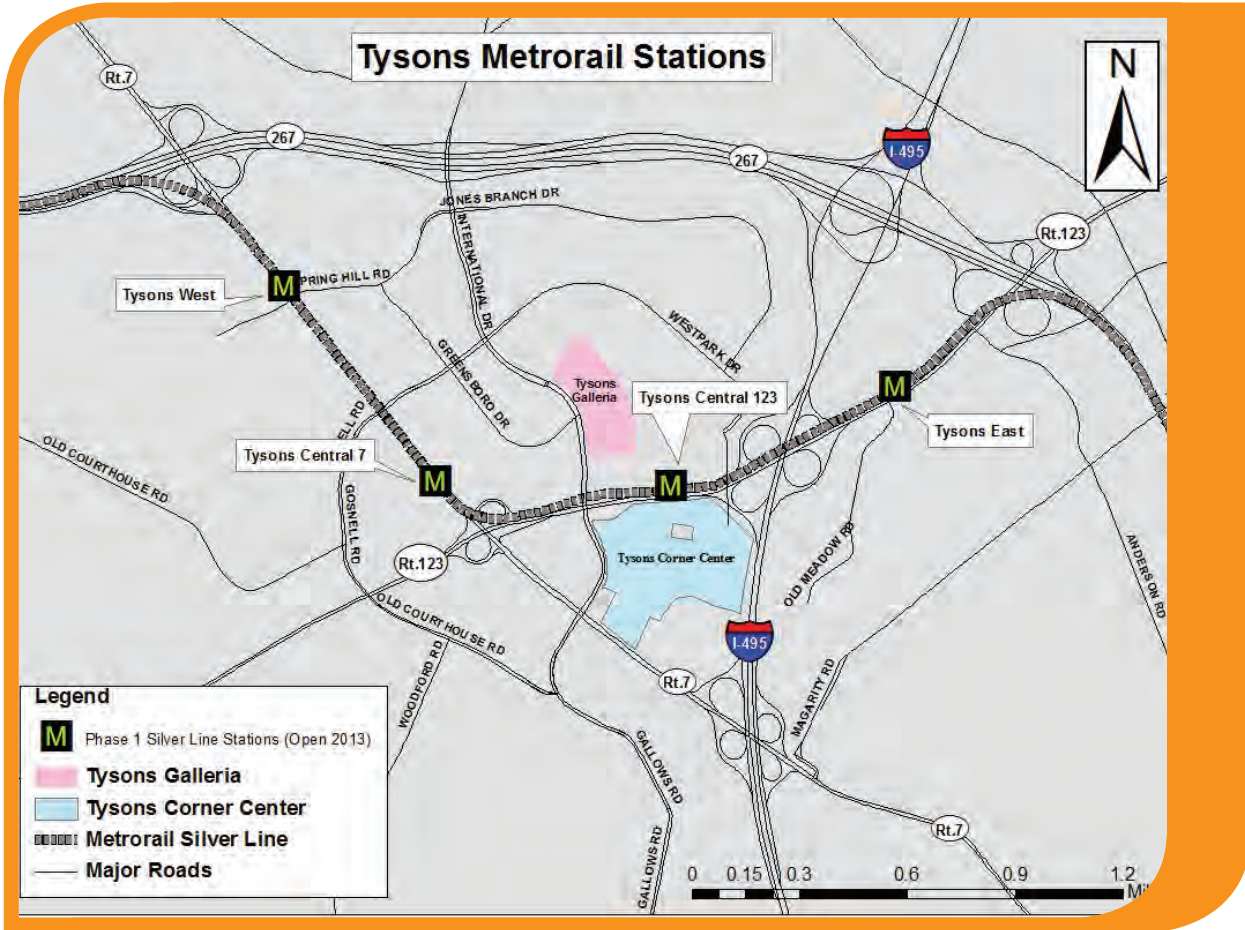 Tysons Metrorail Stations
N
Rt.7
267
I-495
267
Rt.123
JONES BRANCH DR
INTERNATIONAL DR
PRING HILL RD
M
Tysons West
WESTPARK DR
GREENSBORO DR
Tysons
Galleria
Tysons Central 123
M
Tysons East
ELL RD
OLD COURTHOUSE RD
Tysons Central 7
M
M
GOSNELL RD
Rt.123
Tysons Corner Center
OLD MEADOW RD
ANDERSON RD
OLD COURTHOUSE RD
I-495
WOODFORD RD
Rt.7
MAGARITY RD
GALLOWS RD
GALLOWS RD
Rt.7
Legend
M Phase 1 Silver Line Stations (Open 2013)
Tysons Galleria
Tysons Corner Center
Metrorail Silver Line
Major Roads
0 0.15 0.3 0.6 0.9 1.2
Mi